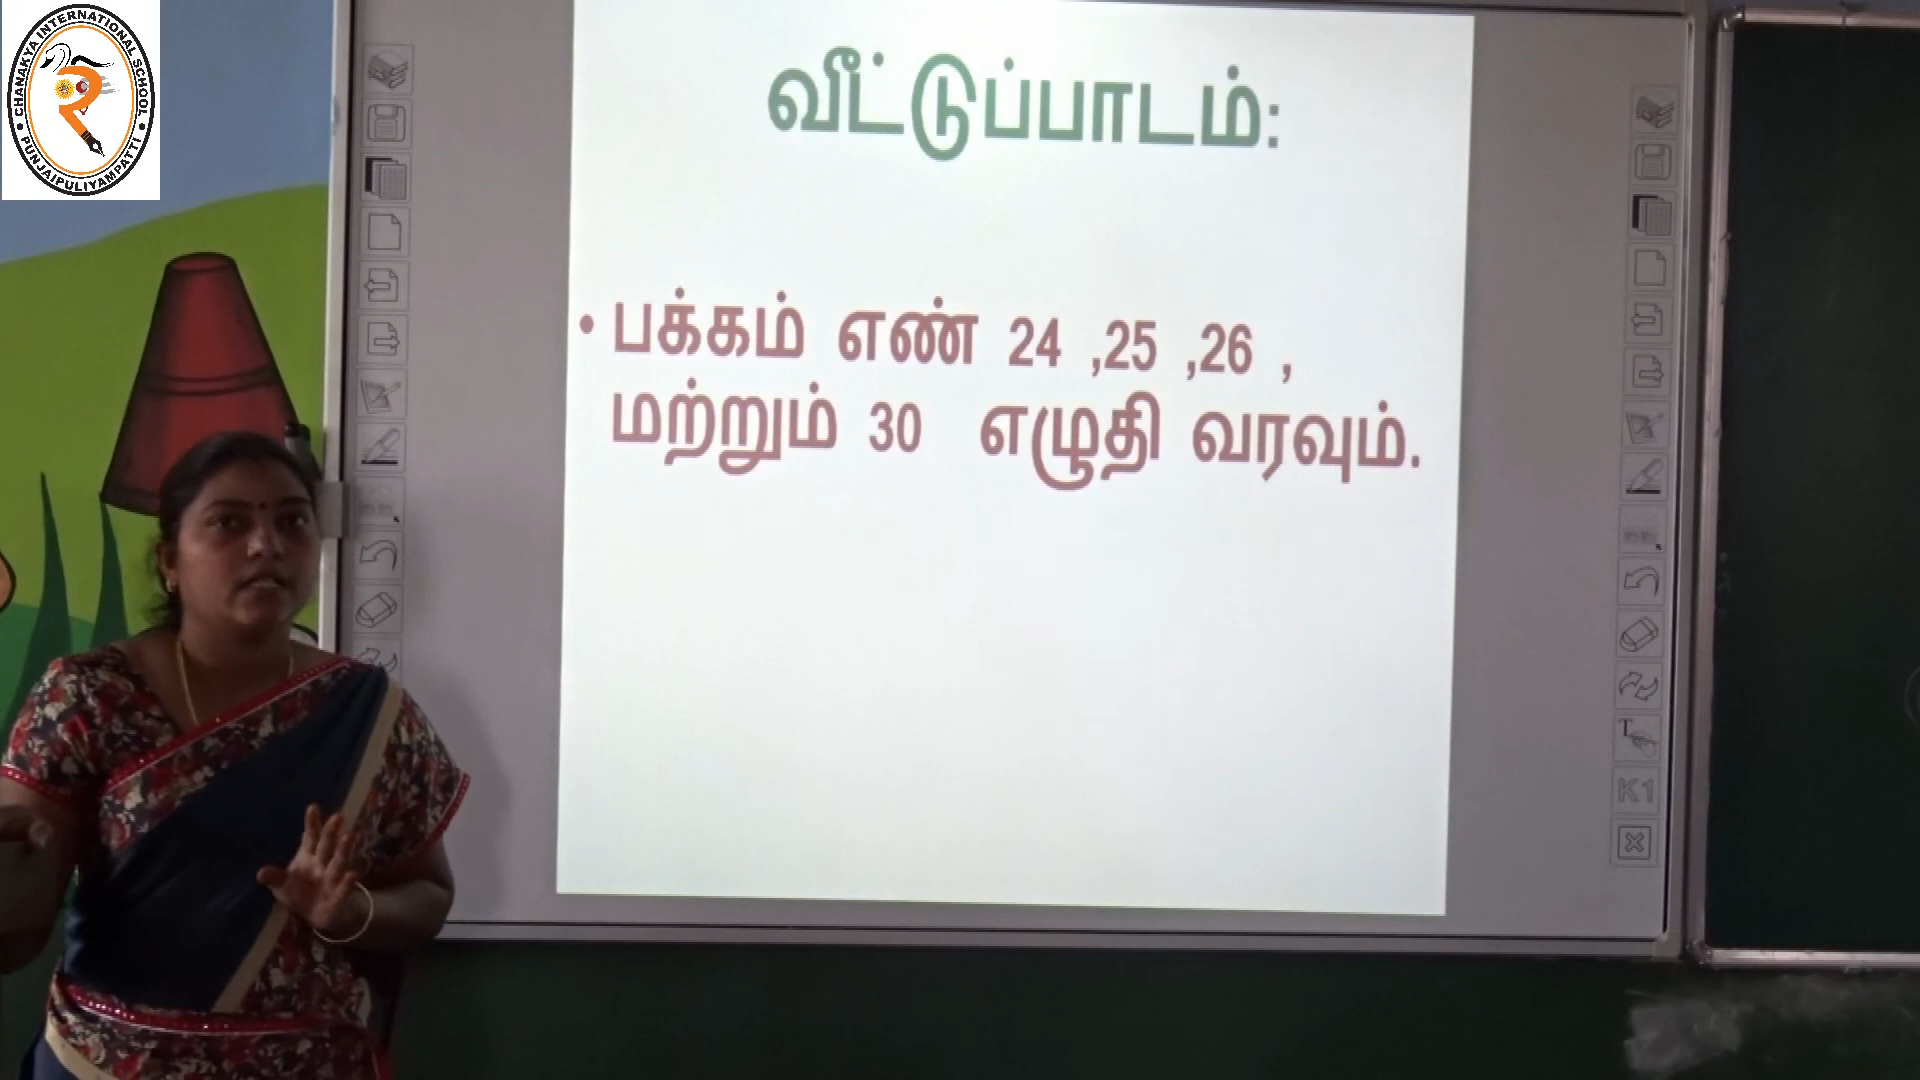 CHANAKYA INTERNATIONAL SCHOOL
PUNJAIPULIYAMPATTI
வீட்டுப்பாடம்:
• பக்கம் எண் 24 ,25 ,26 ,
மற்றும் 30 எழுதி வரவும்.
T
K1